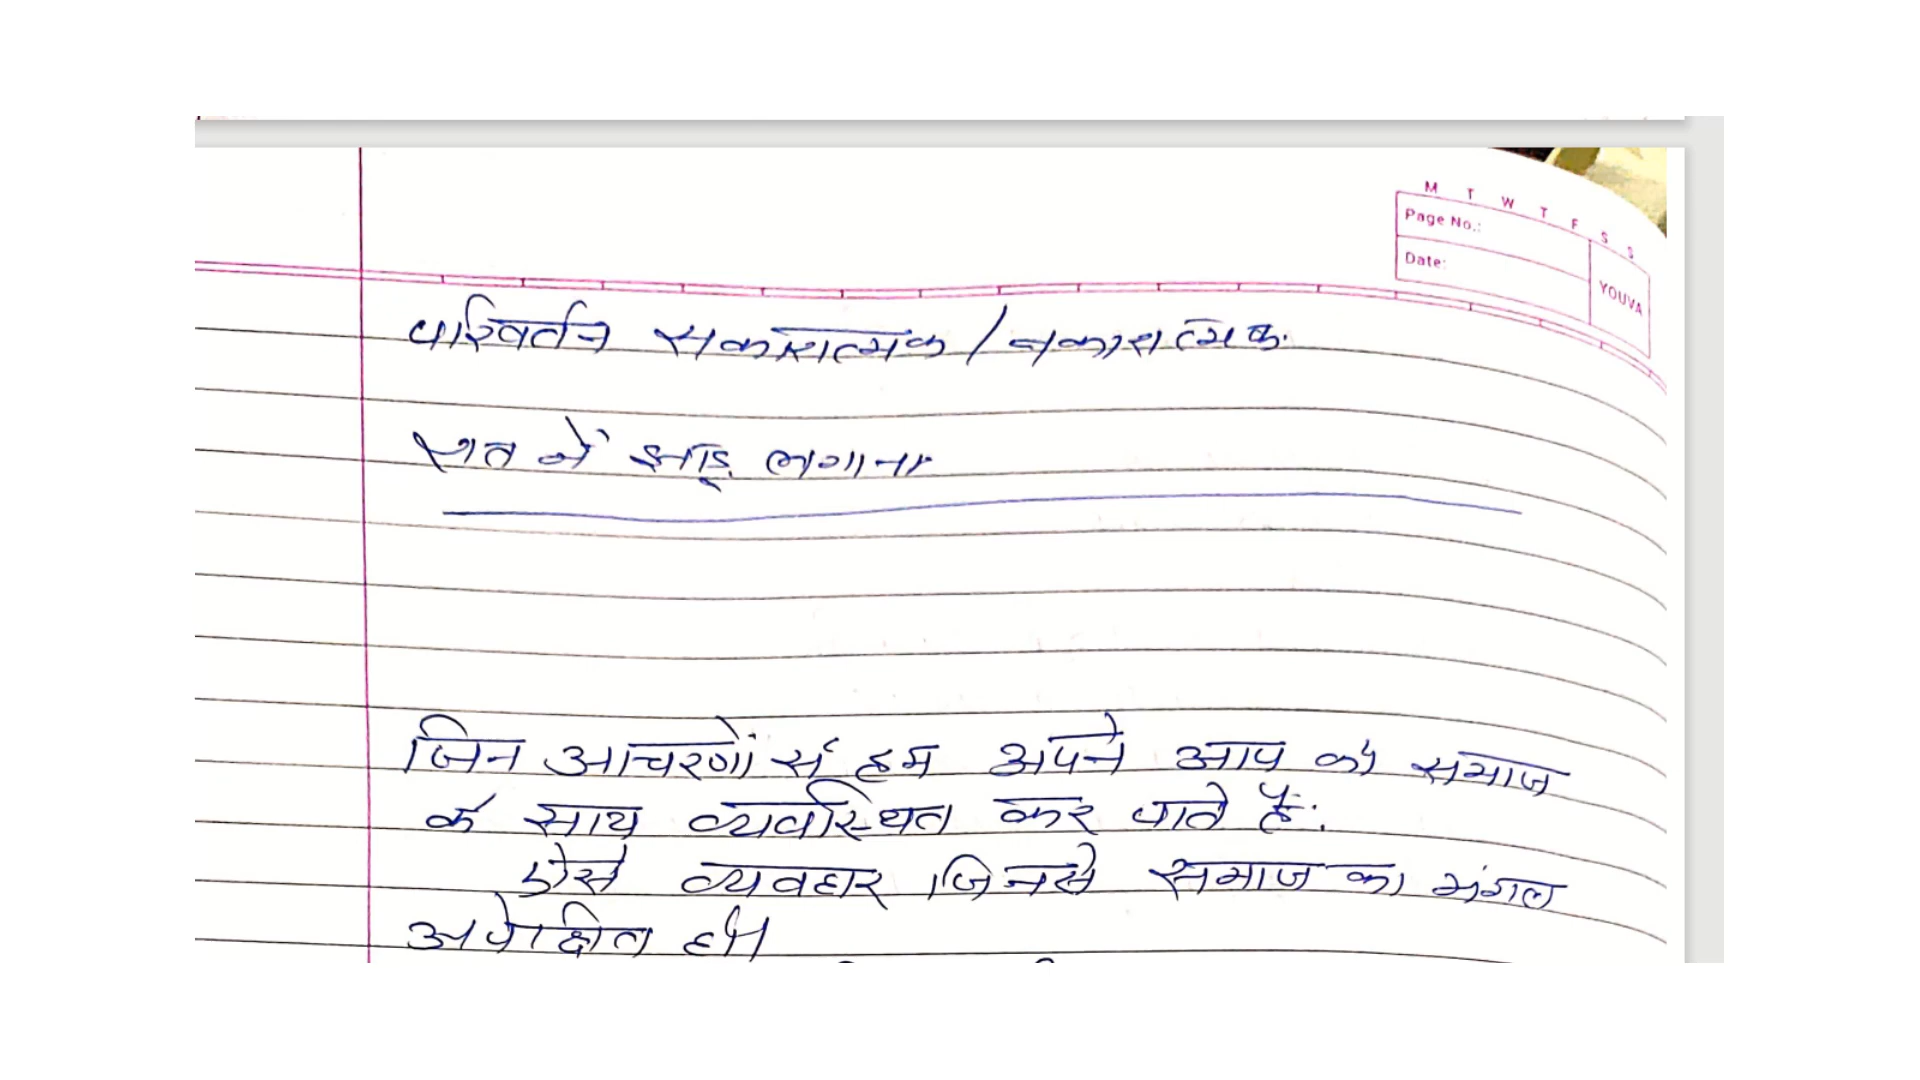 M T W T F S S
Page No.:
Date:
YOUVA
परिवर्तन सकारात्मक / नकारात्मक
रात में झाड़ू लगाना
जिन आचरणों से हम अपने आप को समाज
के साथ व्यवस्थित कर पाते हैं.
ऐसे व्यवहार जिनसे समाज का मंगल
अपेक्षित हो।